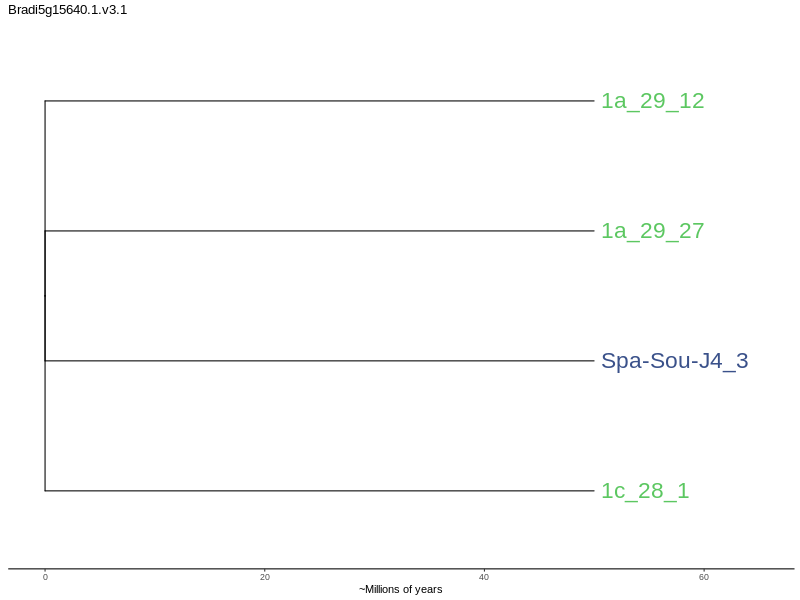 Bradi5g15640.1.v3.1
1a_29_12
1a_29_27
Spa-Sou-J4_3
1c_28_1
0 20 40 60
~Millions of years